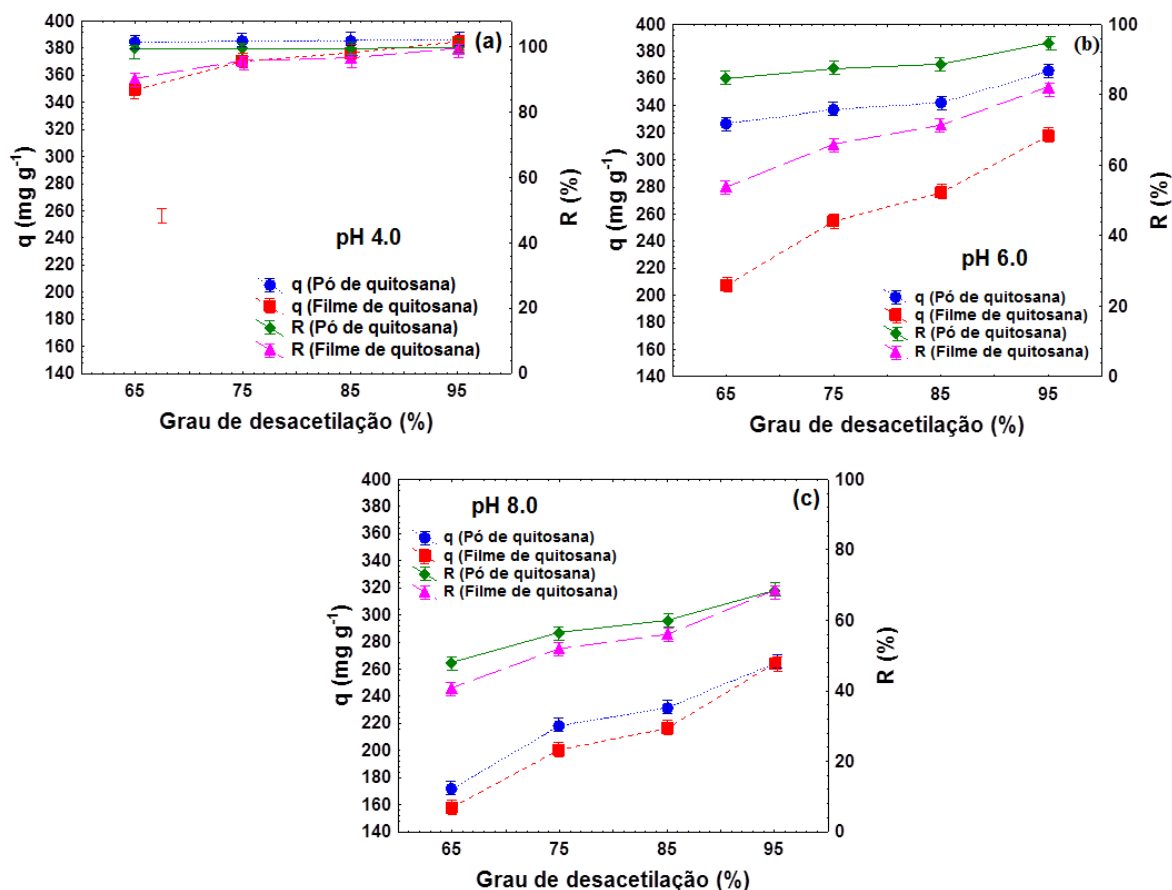 (a)
400
380
360
340
320
300
280
260
240
220
200
180
160
140
q (mg g⁻¹)
100
80
60
40
20
0
R (%)
pH 4.0
q (Pó de quitosana)
q (Filme de quitosana)
R (Pó de quitosana)
R (Filme de quitosana)
65 75 85 95
Grau de desacetilação (%)
(b)
400
380
360
340
320
300
280
260
240
220
200
180
160
140
q (mg g⁻¹)
100
80
60
40
20
0
R (%)
pH 6.0
q (Pó de quitosana)
q (Filme de quitosana)
R (Pó de quitosana)
R (Filme de quitosana)
65 75 85 95
Grau de desacetilação (%)
(c)
400
380
360
340
320
300
280
260
240
220
200
180
160
140
q (mg g⁻¹)
100
80
60
40
20
0
R (%)
pH 8.0
q (Pó de quitosana)
q (Filme de quitosana)
R (Pó de quitosana)
R (Filme de quitosana)
65 75 85 95
Grau de desacetilação (%)